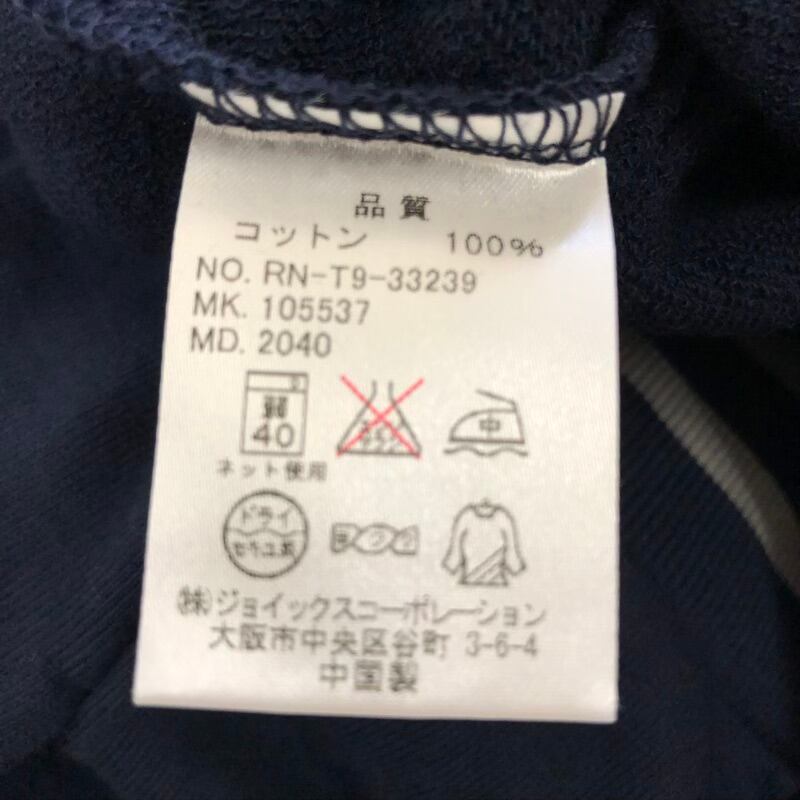 品質
コットン 100%
NO. RN-T9-33239
MK. 105537
MD. 2040
弱
40
中
ネット使用
ドライ
セキユ系
㈱ジョイックスコーポレーション
大阪市中央区谷町 3-6-4
中国製